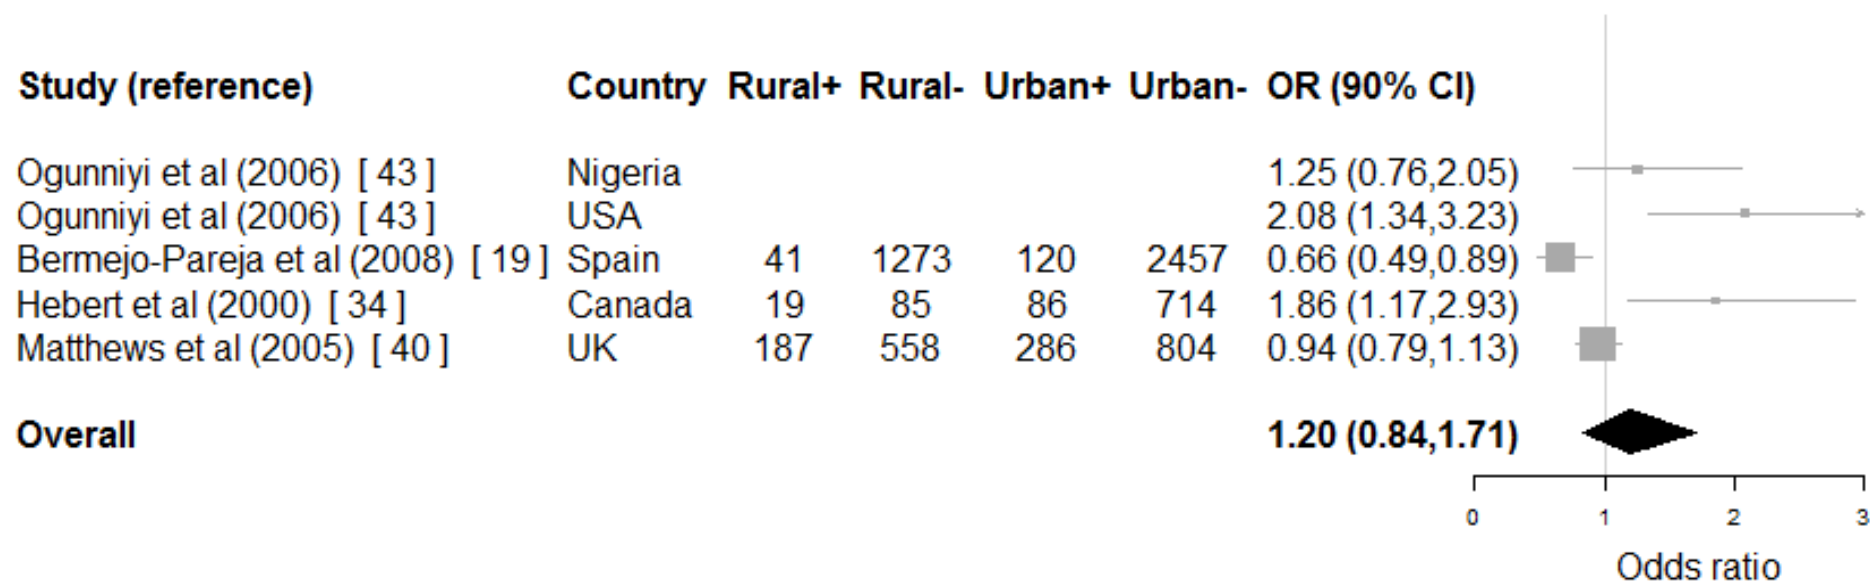 Study (reference) Country Rural+ Rural- Urban+ Urban- OR (90% CI)
Ogunniyi et al (2006) [ 43 ] Nigeria 1.25 (0.76,2.05)
Ogunniyi et al (2006) [ 43 ] USA 2.08 (1.34,3.23)
Bermejo-Pareja et al (2008) [ 19 ] Spain 41 1273 120 2457 0.66 (0.49,0.89)
Hebert et al (2000) [ 34 ] Canada 19 85 86 714 1.86 (1.17,2.93)
Matthews et al (2005) [ 40 ] UK 187 558 286 804 0.94 (0.79,1.13)
Overall 1.20 (0.84,1.71)
0 1 2 3
Odds ratio